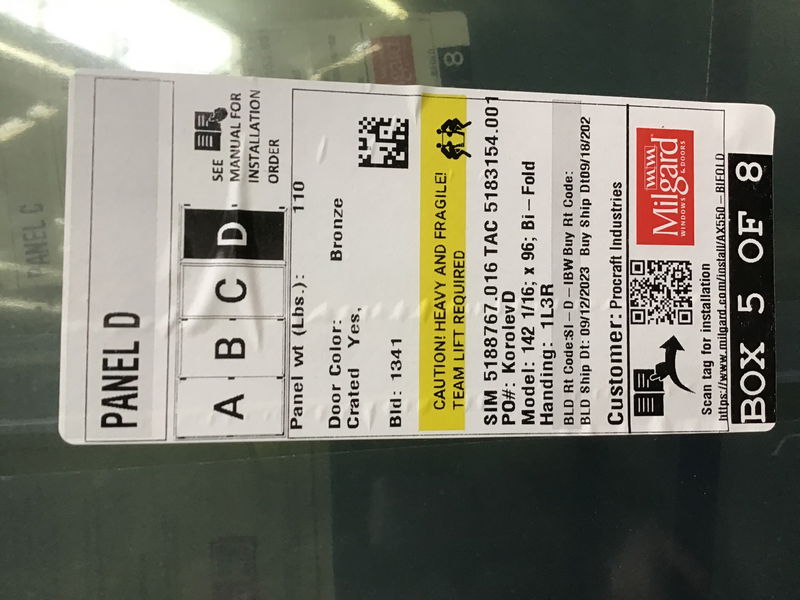 PANEL D
A B C D
SEE
MANUAL FOR
INSTALLATION
ORDER
Panel wt (Lbs.): 110
Door Color: Bronze
Crated Yes,
Bld: 1341
CAUTION! HEAVY AND FRAGILE!
TEAM LIFT REQUIRED
SIM 5188767.016 TAC 5183154.001
PO#: KorolevD
Model: 142 1/16; x 96; Bi-Fold
Handing: 1L3R
BLD Rt Code:SI-D-IBW Buy Rt Code:
BLD Ship Dt: 09/12/2023 Buy Ship Dt09/18/202
Customer: Procraft Industries
Milgard
WINDOWS & DOORS
Scan tag for installation
https://www.milgard.com/install/AX550-BIFOLD
BOX 5 OF 8
PANEL C
8